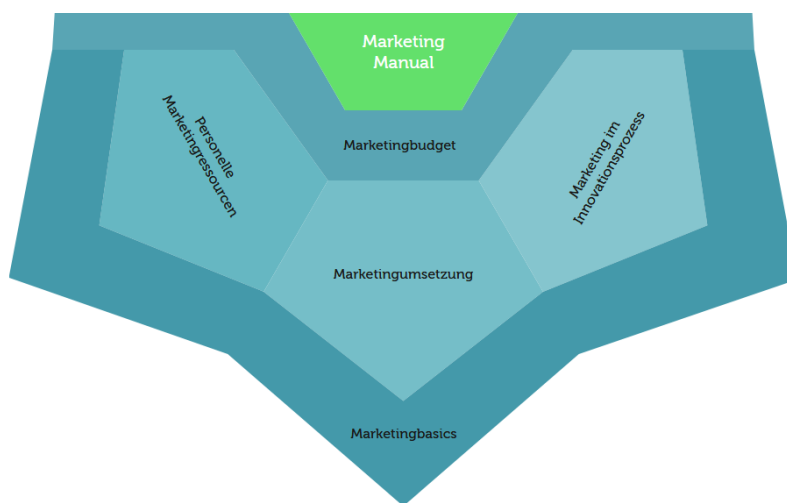 Marketing
Manual
Marketingbudget
Personelle
Marketingressourcen
Marketing im
Innovationsprozess
Marketingumsetzung
Marketingbasics